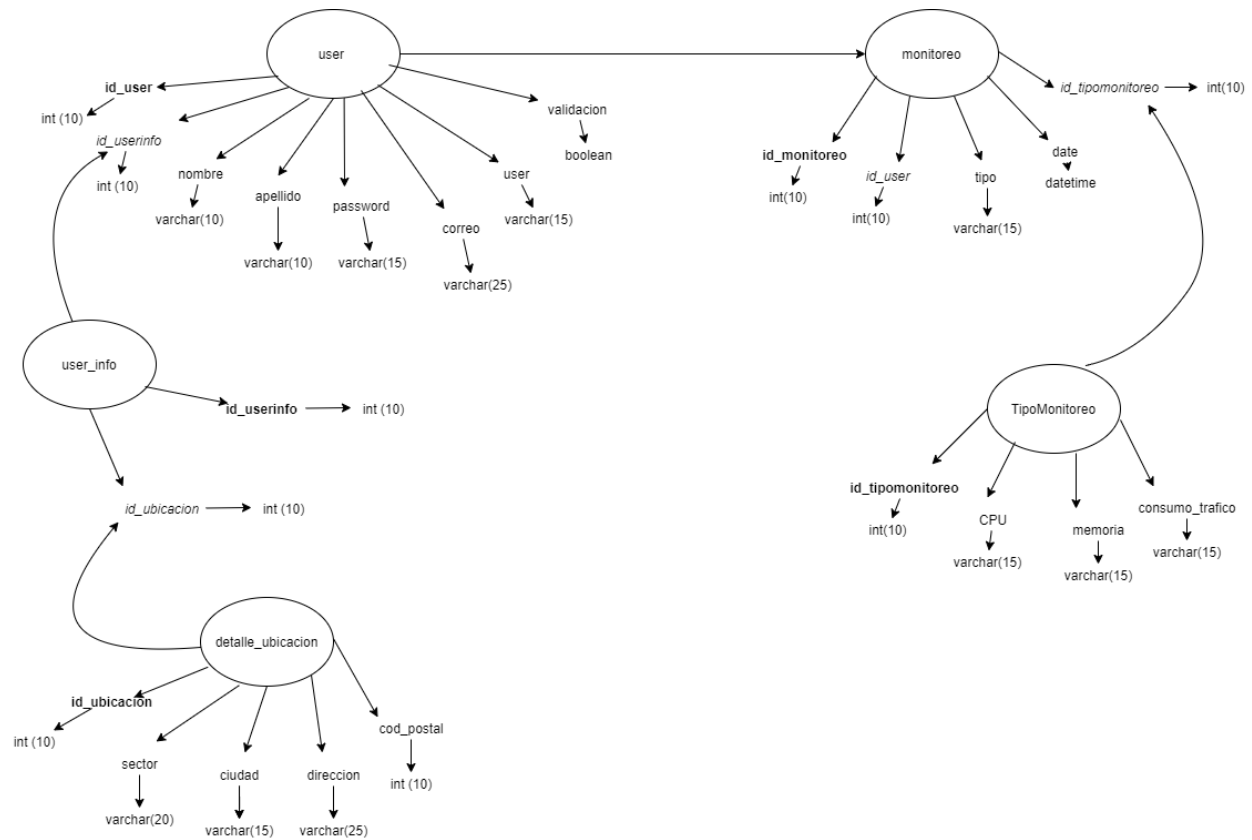 user
monitoreo
id_user
int (10)
id_userinfo
int (10)
nombre
varchar(10)
apellido
varchar(10)
password
varchar(15)
correo
varchar(25)
user
varchar(15)
validacion
boolean
id_monitoreo
int(10)
id_user
int(10)
tipo
varchar(15)
date
datetime
id_tipomonitoreo
int(10)
user_info
id_userinfo
int (10)
id_ubicacion
int (10)
TipoMonitoreo
id_tipomonitoreo
int(10)
CPU
varchar(15)
memoria
varchar(15)
consumo_trafico
varchar(15)
detalle_ubicacion
id_ubicacion
int (10)
sector
varchar(20)
ciudad
varchar(15)
direccion
varchar(25)
cod_postal
int (10)